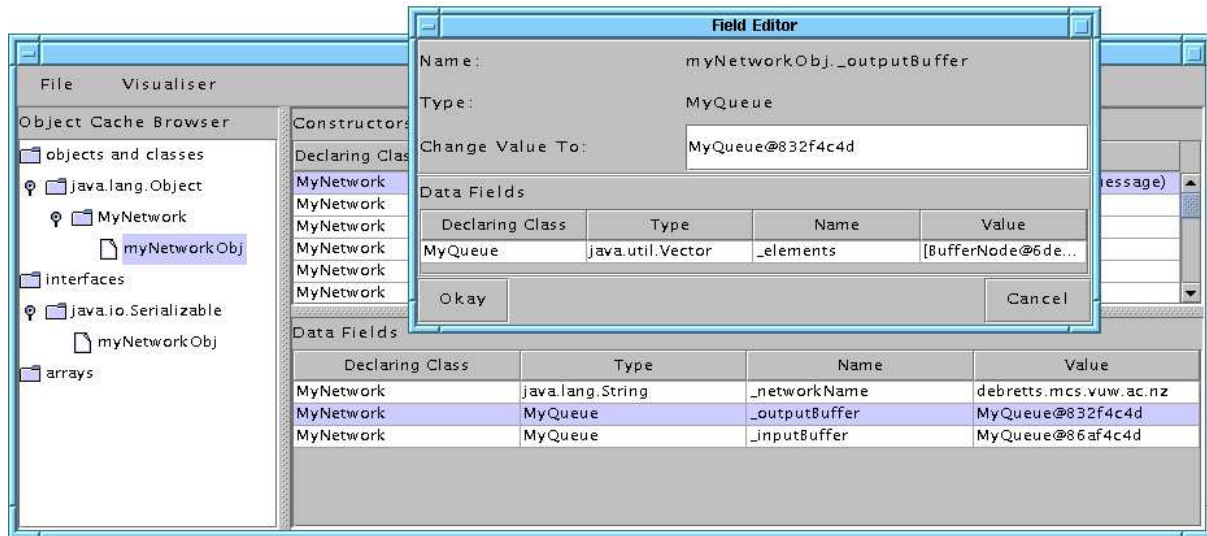 Field Editor
Name: myNetworkObj._outputBuffer
Type: MyQueue
Change Value To: MyQueue@832f4c4d
Data Fields
Declaring Class Type Name Value
MyQueue java.util.Vector _elements [BufferNode@6de...
Okay Cancel
File Visualiser
Object Cache Browser
objects and classes
java.lang.Object
MyNetwork
myNetworkObj
interfaces
java.io.Serializable
myNetworkObj
arrays
Constructors
Declaring Clas
MyNetwork
MyNetwork
MyNetwork
MyNetwork
MyNetwork
MyNetwork
Data Fields
Declaring Class Type Name Value
MyNetwork java.lang.String _networkName debretts.mcs.vuw.ac.nz
MyNetwork MyQueue _outputBuffer MyQueue@832f4c4d
MyNetwork MyQueue _inputBuffer MyQueue@86af4c4d